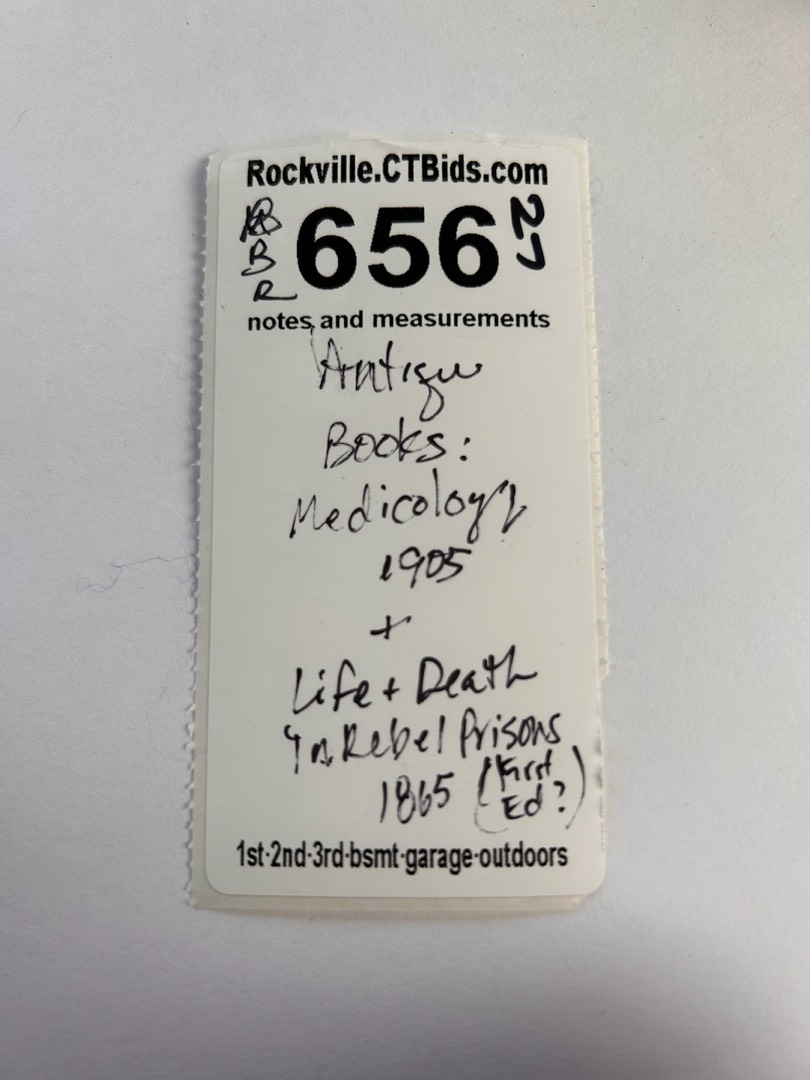 Rockville.CTBids.com
B
R
656
notes and measurements
Antique
Books:
Medicology
1905
+
Life + Death
In Rebel Prisons
1865 (First
Ed?)
1st-2nd-3rd-bsmt-garage-outdoors